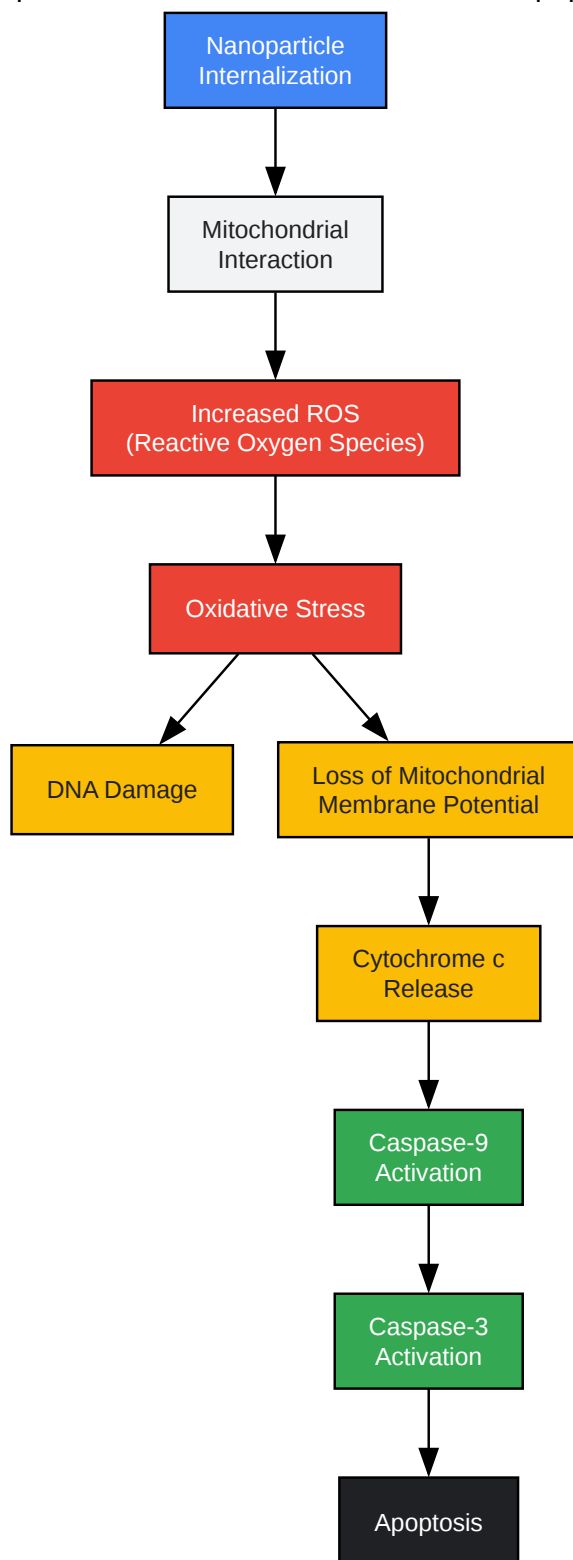 Nanoparticle
Internalization
Mitochondrial
Interaction
Increased ROS
(Reactive Oxygen Species)
Oxidative Stress
DNA Damage
Loss of Mitochondrial
Membrane Potential
Cytochrome c
Release
Caspase-9
Activation
Caspase-3
Activation
Apoptosis